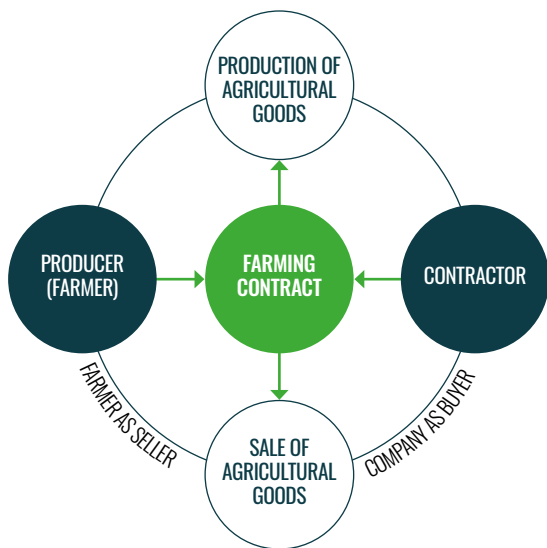 PRODUCTION OF
AGRICULTURAL
GOODS
PRODUCER
(FARMER)
FARMING
CONTRACT
CONTRACTOR
FARMER AS SELLER
COMPANY AS BUYER
SALE OF
AGRICULTURAL
GOODS